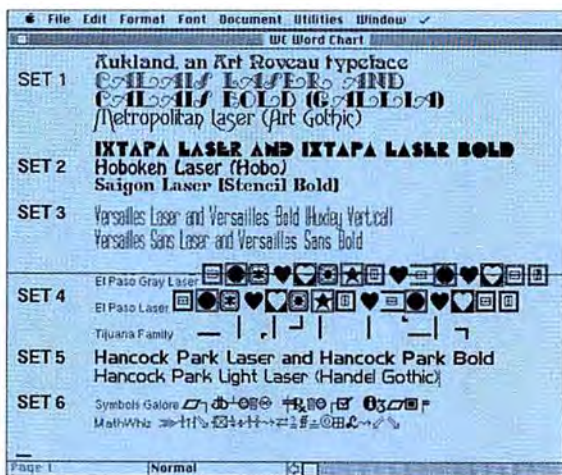 File Edit Format Font Document Utilities Window
WC Word Chart
SET 1
Aukland, an Art Noveau typeface
CALAIS LASER AND
CALAIS BOLD (GALLIA)
Metropolitan Laser (Art Gothic)
IXTAPA LASER AND IXTAPA LASER BOLD
SET 2 Hoboken Laser (Hobo)
Saigon Laser [Stencil Bold]
SET 3 Versailles Laser and Versailles Bold (Huxley Vertical)
Versailles Sans Laser and Versailles Sans Bold
El Paso Gray Laser
SET 4
El Paso Laser
Tijuana Family
SET 5 Hancock Park Laser and Hancock Park Bold
Hancock Park Light Laser (Handel Gothic)
SET 6 Symbols Galore
MathWhiz
Page 1 Normal